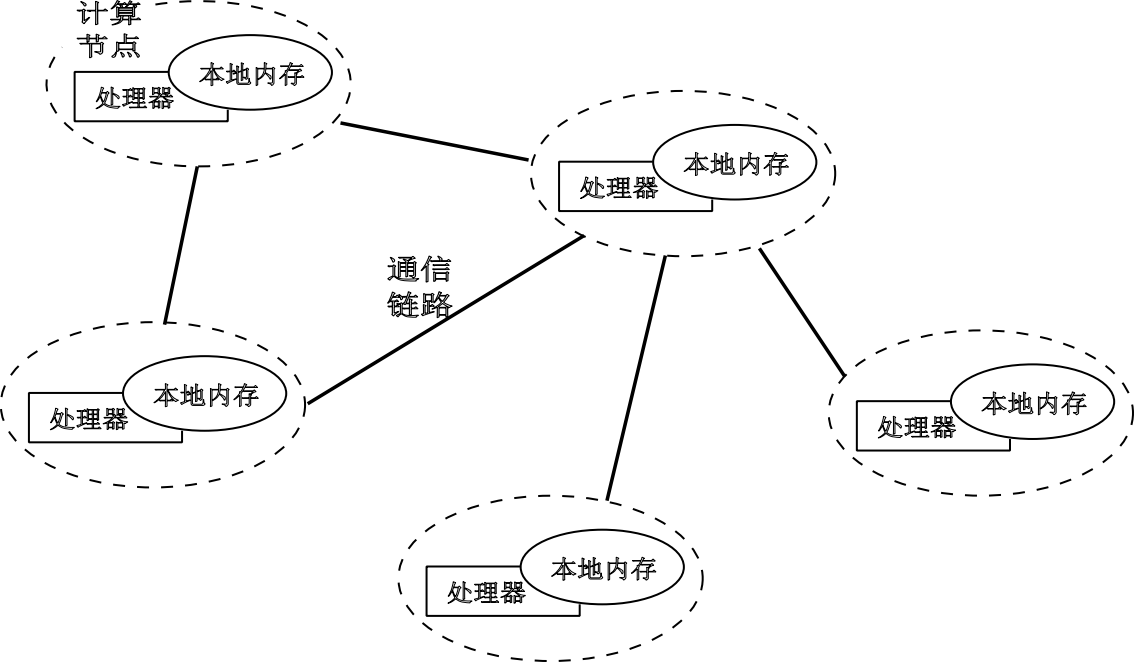 计算
节点
本地内存
处理器
本地内存
处理器
通信
链路
本地内存
处理器
本地内存
处理器
本地内存
处理器